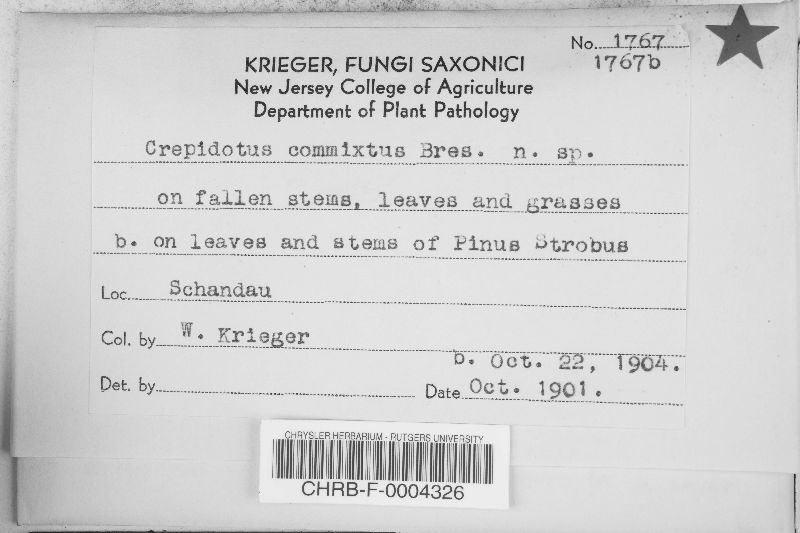 No. 1767
1767b
KRIEGER, FUNGI SAXONICI
New Jersey College of Agriculture
Department of Plant Pathology
Crepidotus commixtus Bres. n. sp.
on fallen stems, leaves and grasses
b. on leaves and stems of Pinus Strobus
Loc. Schandau
Col. by W. Krieger
b. Oct. 22, 1904.
Det. by Date Oct. 1901.
CHRYSLER HERBARIUM - RUTGERS UNIVERSITY
CHRB-F-0004326